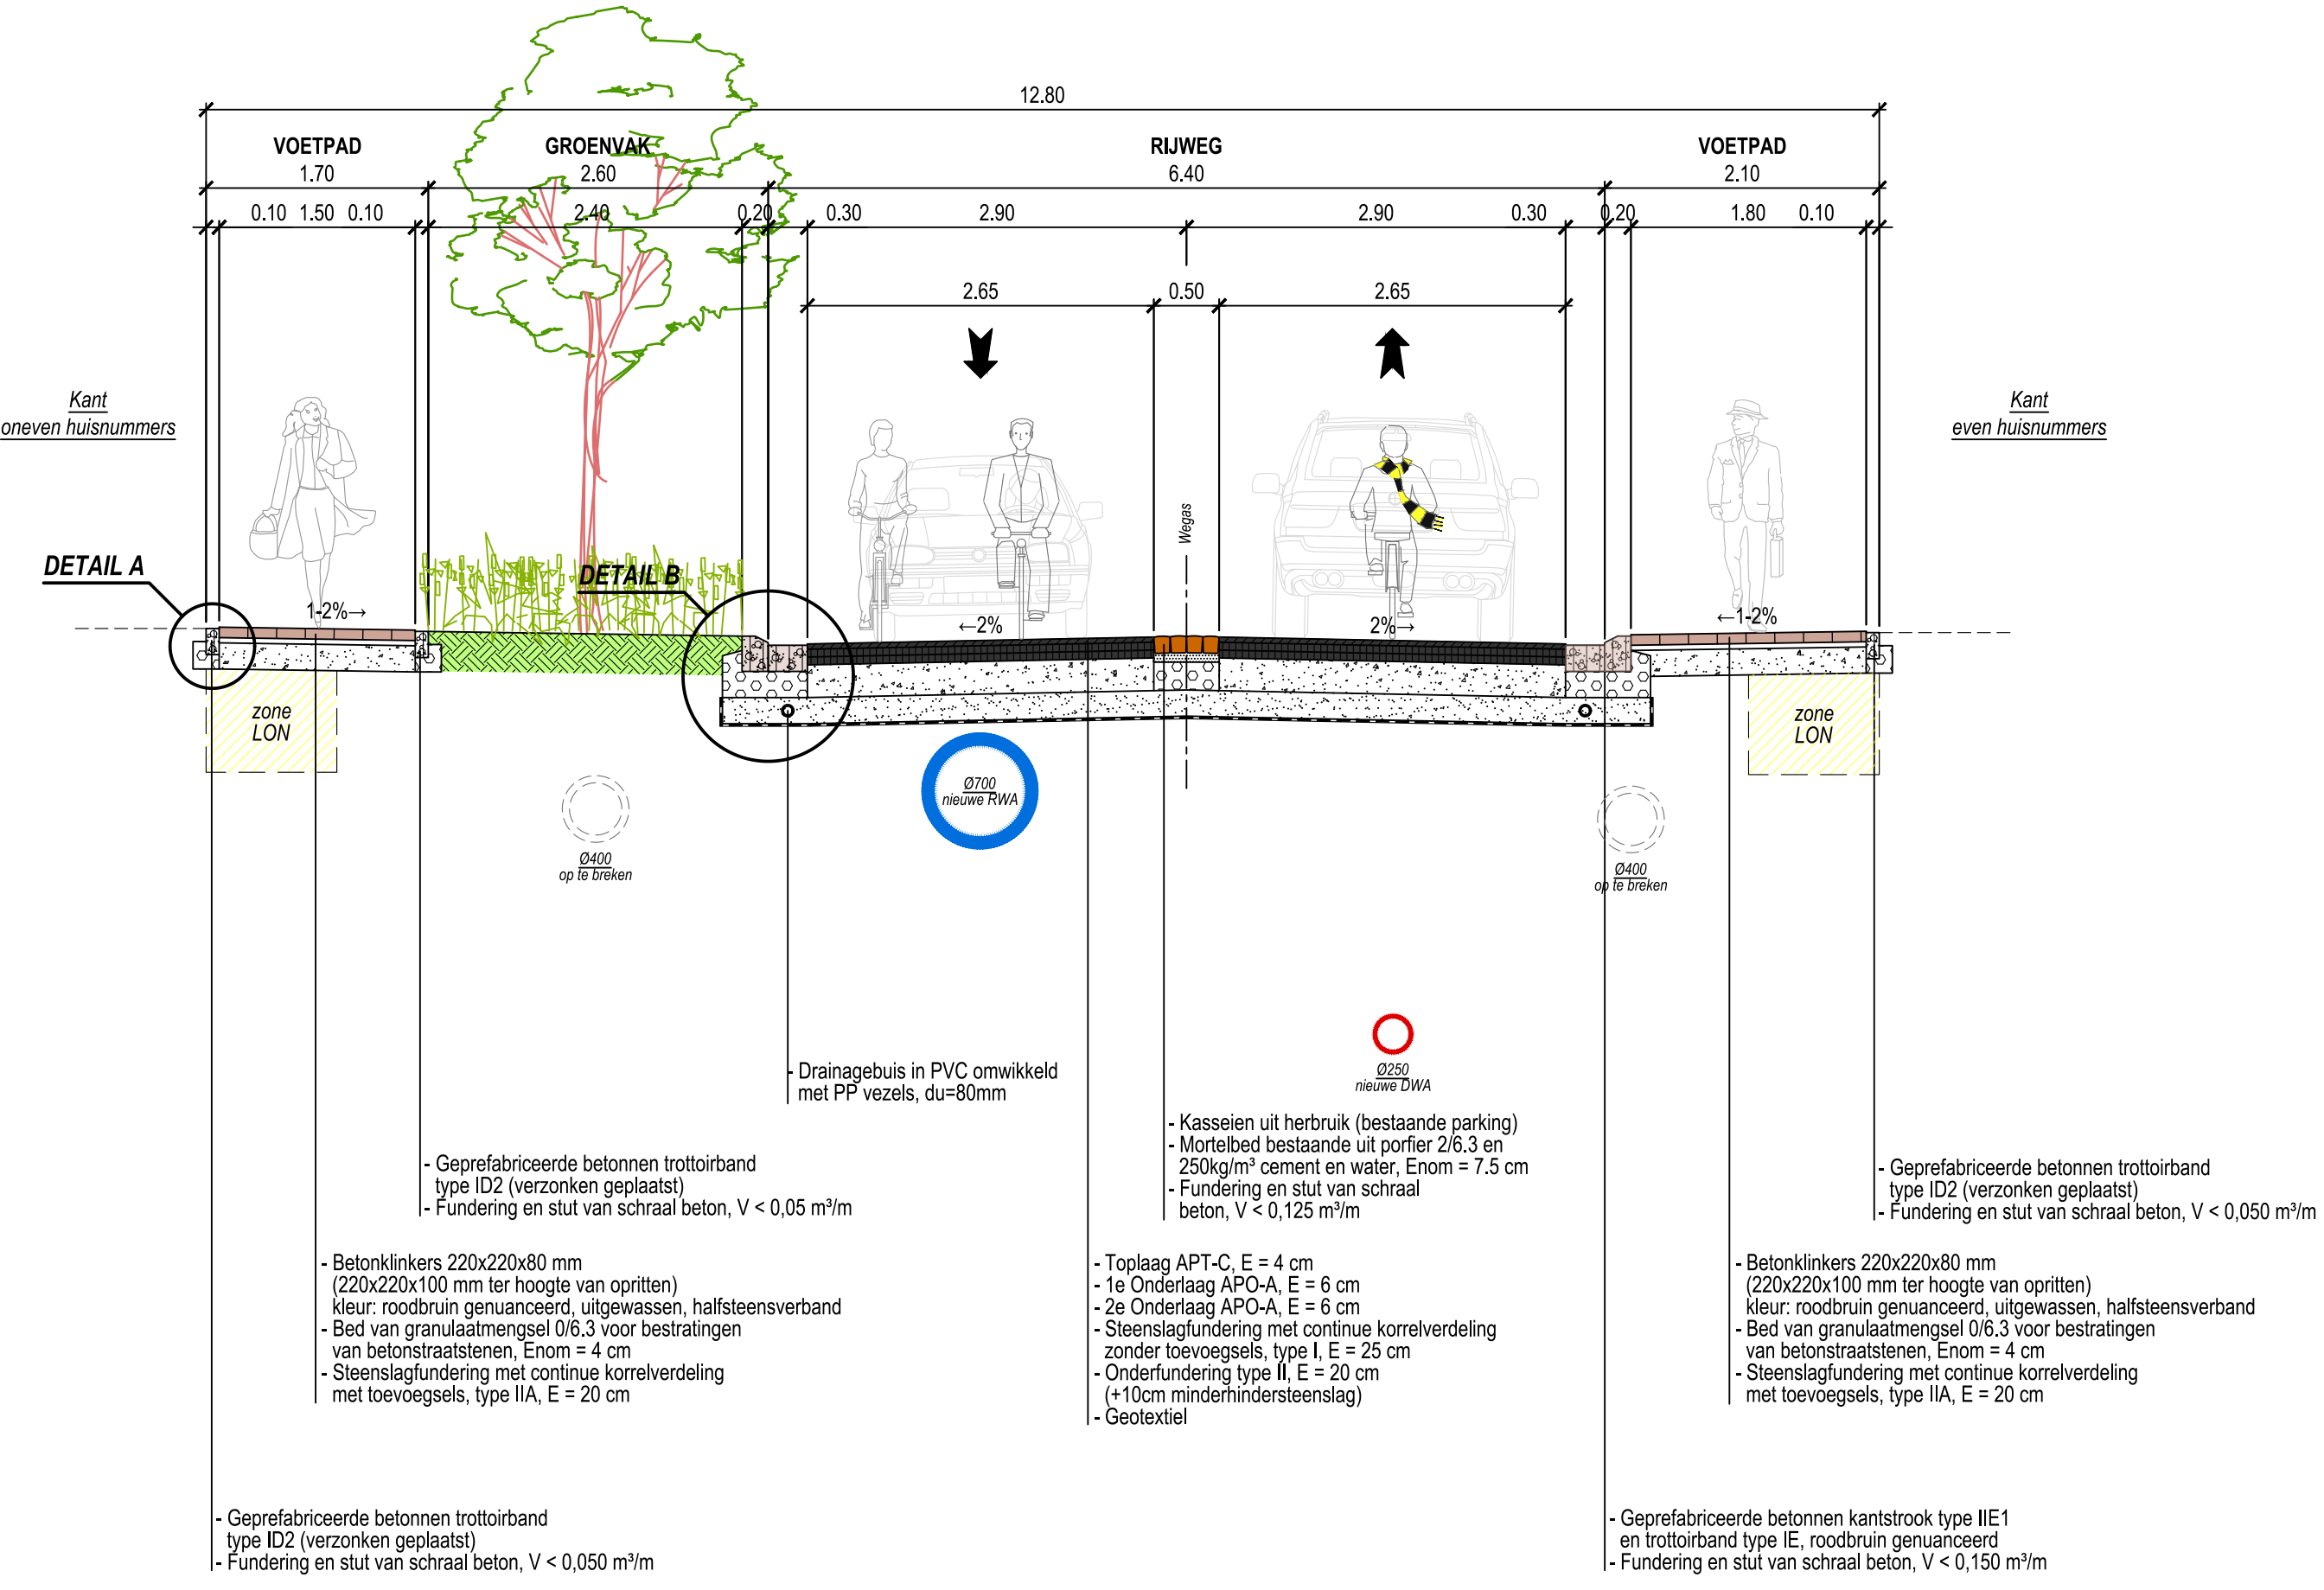 12.80
VOETPAD
GROENVAK
RIJWEG
VOETPAD
1.70
2.60
6.40
2.10
0.10 1.50 0.10
2.40
0.20
0.30
2.90
2.90
0.30
0.20
1.80
0.10
2.65
0.50
2.65
Kant
oneven huisnummers
Kant
even huisnummers
Wegas
DETAIL A
DETAIL B
1-2%→
←2%
2%→
←1-2%
zone
LON
zone
LON
Ø700
nieuwe RWA
Ø400
op te breken
Ø400
op te breken
Ø250
nieuwe DWA
- Drainagebuis in PVC omwikkeld
met PP vezels, du=80mm
- Kasseien uit herbruik (bestaande parking)
- Mortelbed bestaande uit porfier 2/6.3 en
250kg/m³ cement en water, Enom = 7.5 cm
- Fundering en stut van schraal
beton, V < 0,125 m³/m
- Geprefabriceerde betonnen trottoirband
type ID2 (verzonken geplaatst)
- Fundering en stut van schraal beton, V < 0,05 m³/m
- Geprefabriceerde betonnen trottoirband
type ID2 (verzonken geplaatst)
- Fundering en stut van schraal beton, V < 0,050 m³/m
- Betonklinkers 220x220x80 mm
(220x220x100 mm ter hoogte van opritten)
kleur: roodbruin genuanceerd, uitgewassen, halfsteensverband
- Bed van granulaatmengsel 0/6.3 voor bestratingen
van betonstraatstenen, Enom = 4 cm
- Steenslagfundering met continue korrelverdeling
met toevoegsels, type IIA, E = 20 cm
- Toplaag APT-C, E = 4 cm
- 1e Onderlaag APO-A, E = 6 cm
- 2e Onderlaag APO-A, E = 6 cm
- Steenslagfundering met continue korrelverdeling
zonder toevoegsels, type I, E = 25 cm
- Onderfundering type II, E = 20 cm
(+10cm minderhindersteenslag)
- Geotextiel
- Betonklinkers 220x220x80 mm
(220x220x100 mm ter hoogte van opritten)
kleur: roodbruin genuanceerd, uitgewassen, halfsteensverband
- Bed van granulaatmengsel 0/6.3 voor bestratingen
van betonstraatstenen, Enom = 4 cm
- Steenslagfundering met continue korrelverdeling
met toevoegsels, type IIA, E = 20 cm
- Geprefabriceerde betonnen trottoirband
type ID2 (verzonken geplaatst)
- Fundering en stut van schraal beton, V < 0,050 m³/m
- Geprefabriceerde betonnen kantstrook type IIE1
en trottoirband type IE, roodbruin genuanceerd
- Fundering en stut van schraal beton, V < 0,150 m³/m